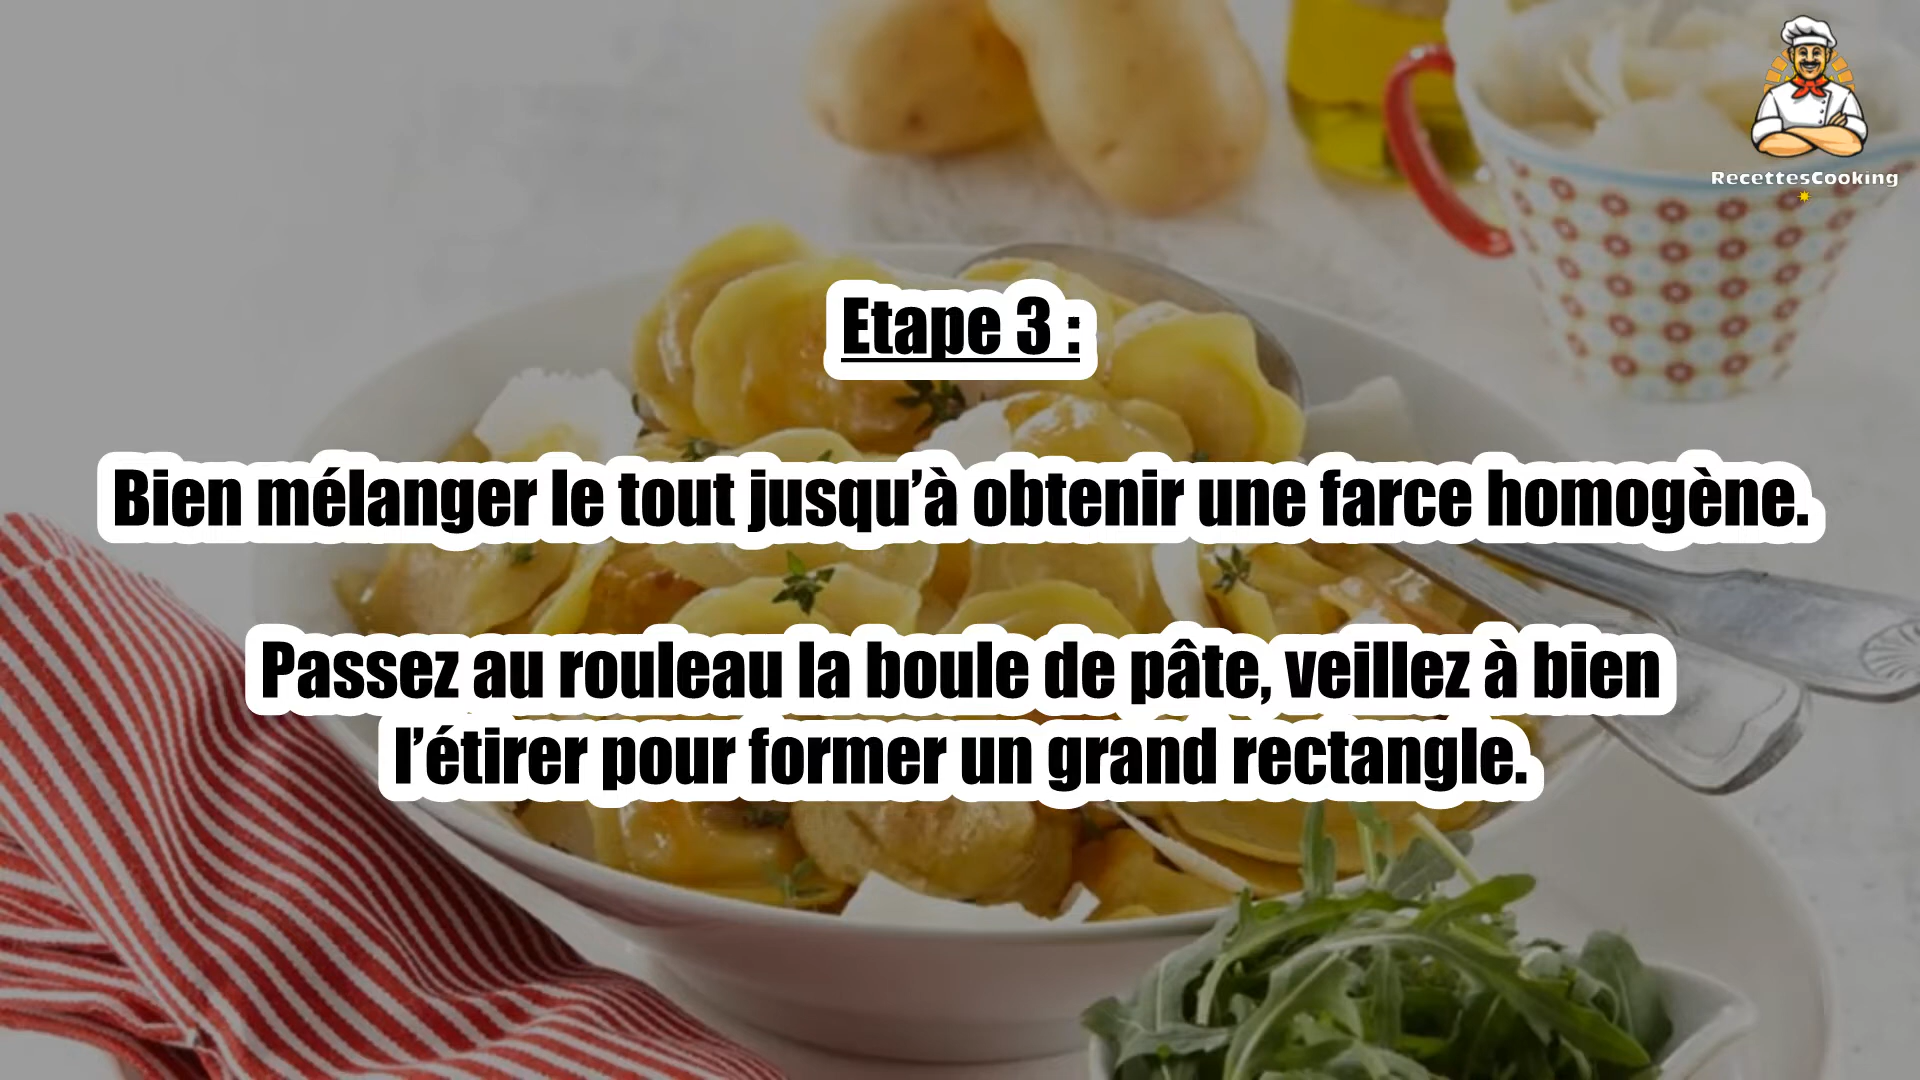 RecettesCooking
Etape 3 :
Bien mélanger le tout jusqu’à obtenir une farce homogène.
Passez au rouleau la boule de pâte, veillez à bien
l’étirer pour former un grand rectangle.